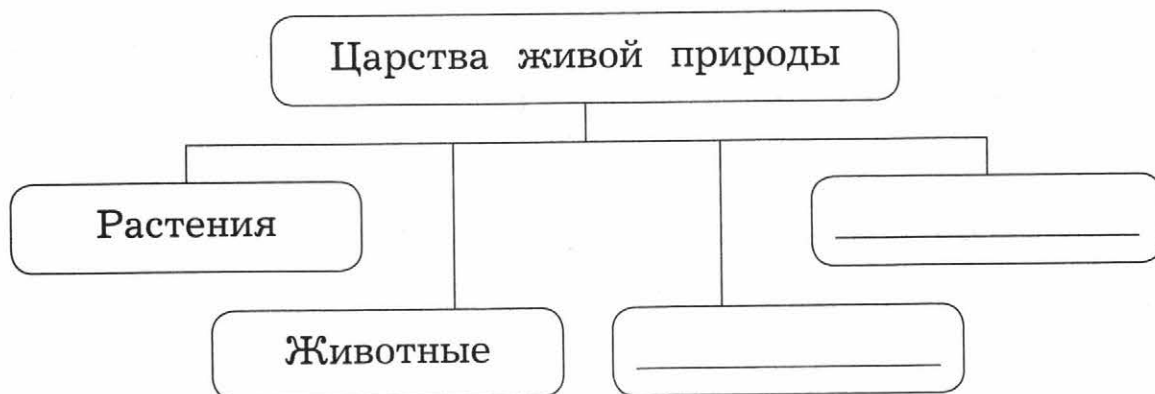 Царства живой природы
Растения
Животные